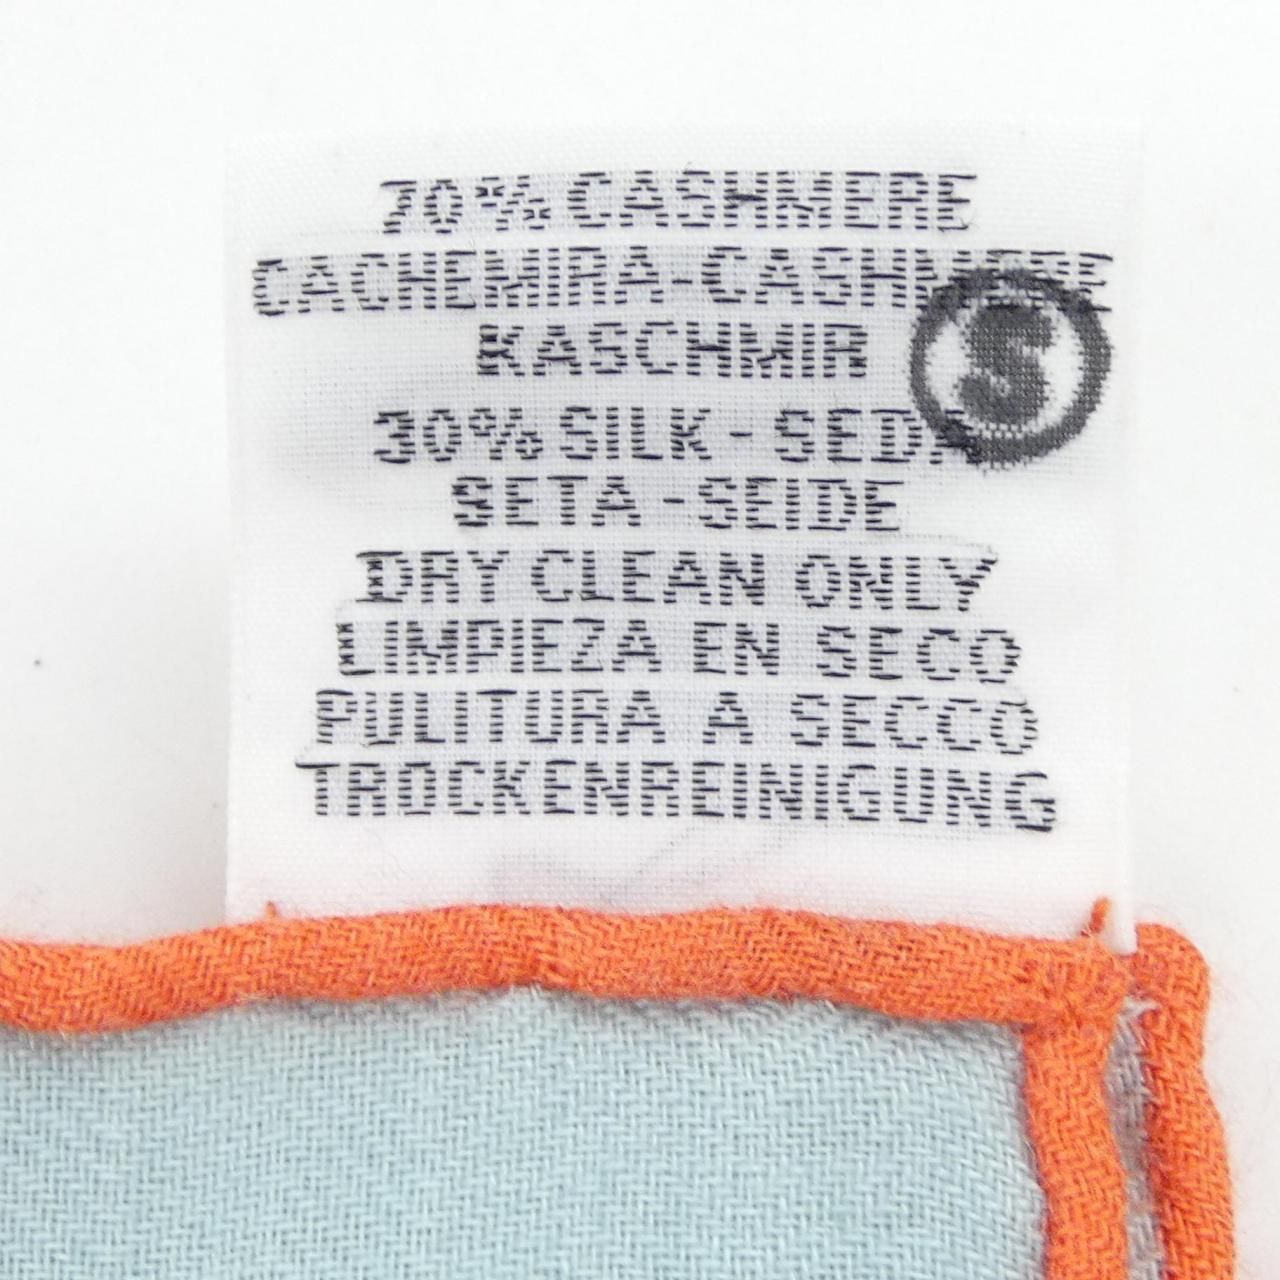 70% CASHMERE
CACHEMIRA-CASHMERE
KASCHMIR
30% SILK - SEDA
SETA -SEIDE
DRY CLEAN ONLY
LIMPIEZA EN SECO
PULITURA A SECCO
TROCKENREINIGUNG
S